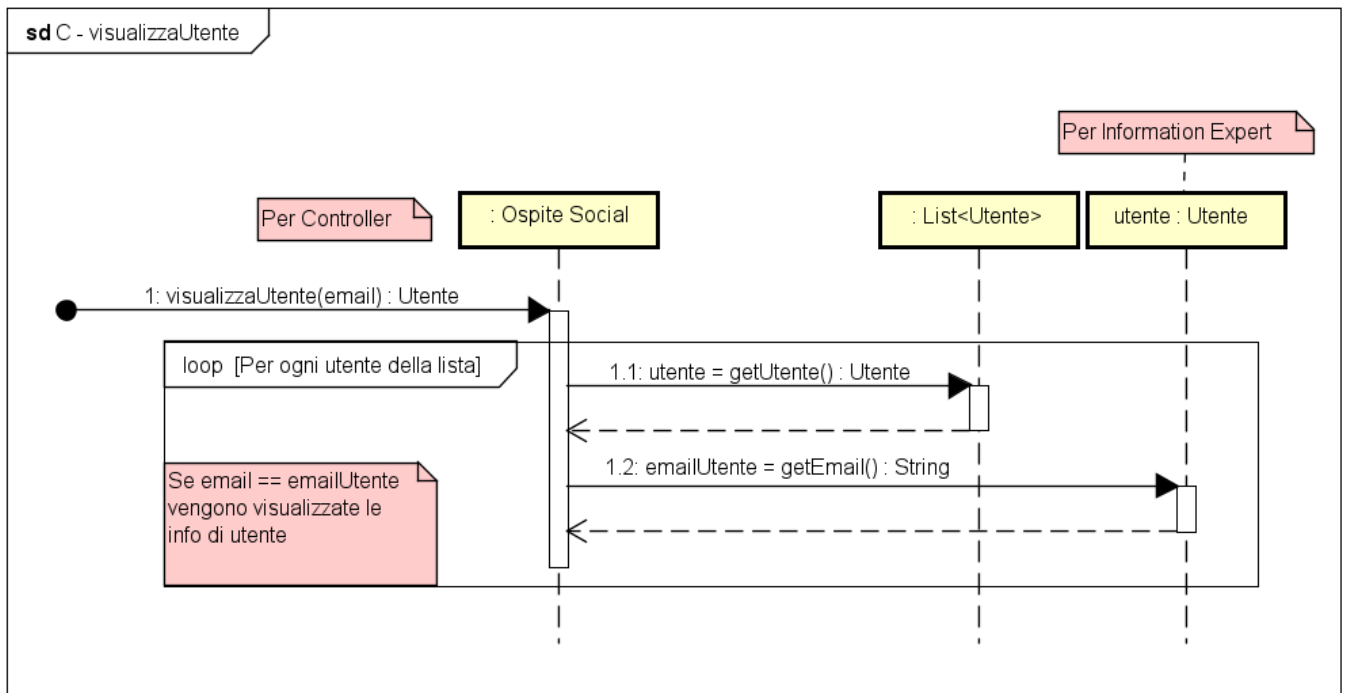 sd C - visualizzaUtente
Per Information Expert
Per Controller
: Ospite Social
: List<Utente>
utente : Utente
1: visualizzaUtente(email) : Utente
loop [Per ogni utente della lista]
1.1: utente = getUtente() : Utente
1.2: emailUtente = getEmail() : String
Se email == emailUtente
vengono visualizzate le
info di utente